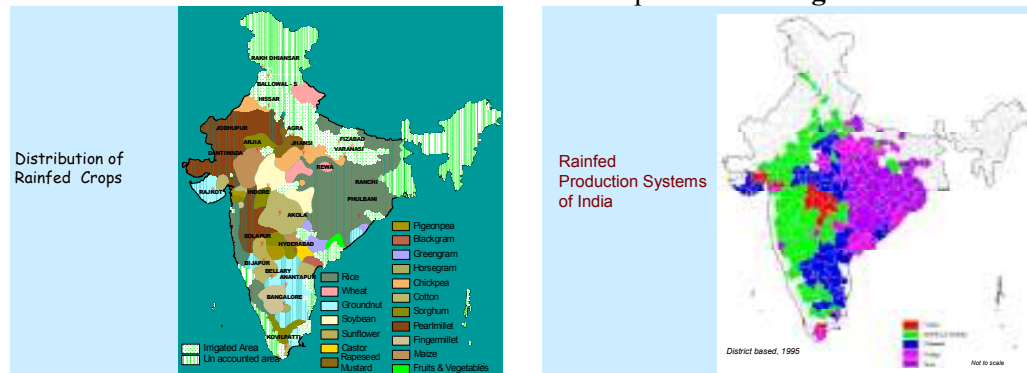 Distribution of
Rainfed Crops
RAKH DHIANSAR
BALLOWAL - S
HISSAR
JODHUPUR
AGRA
ARJIA
JHANSI
FIZABAD
VARANASI
DANTIWADA
REWA
RAJKOT
INDORE
RANCHI
PHULBANI
AKOLA
SOLAPUR
HYDERABAD
BIJAPUR
BELLARY
ANANTAPUR
BANGALORE
KOVILPATTI
Irrigated Area
Un accounted area
Rice
Wheat
Groundnut
Soybean
Sunflower
Castor
Rapeseed
Mustard
Pigeonpea
Blackgram
Greengram
Horsegram
Chickpea
Cotton
Sorghum
Pearlmillet
Fingermillet
Maize
Fruits & Vegetables
Rainfed
Production Systems
of India
District based, 1995
Not to scale